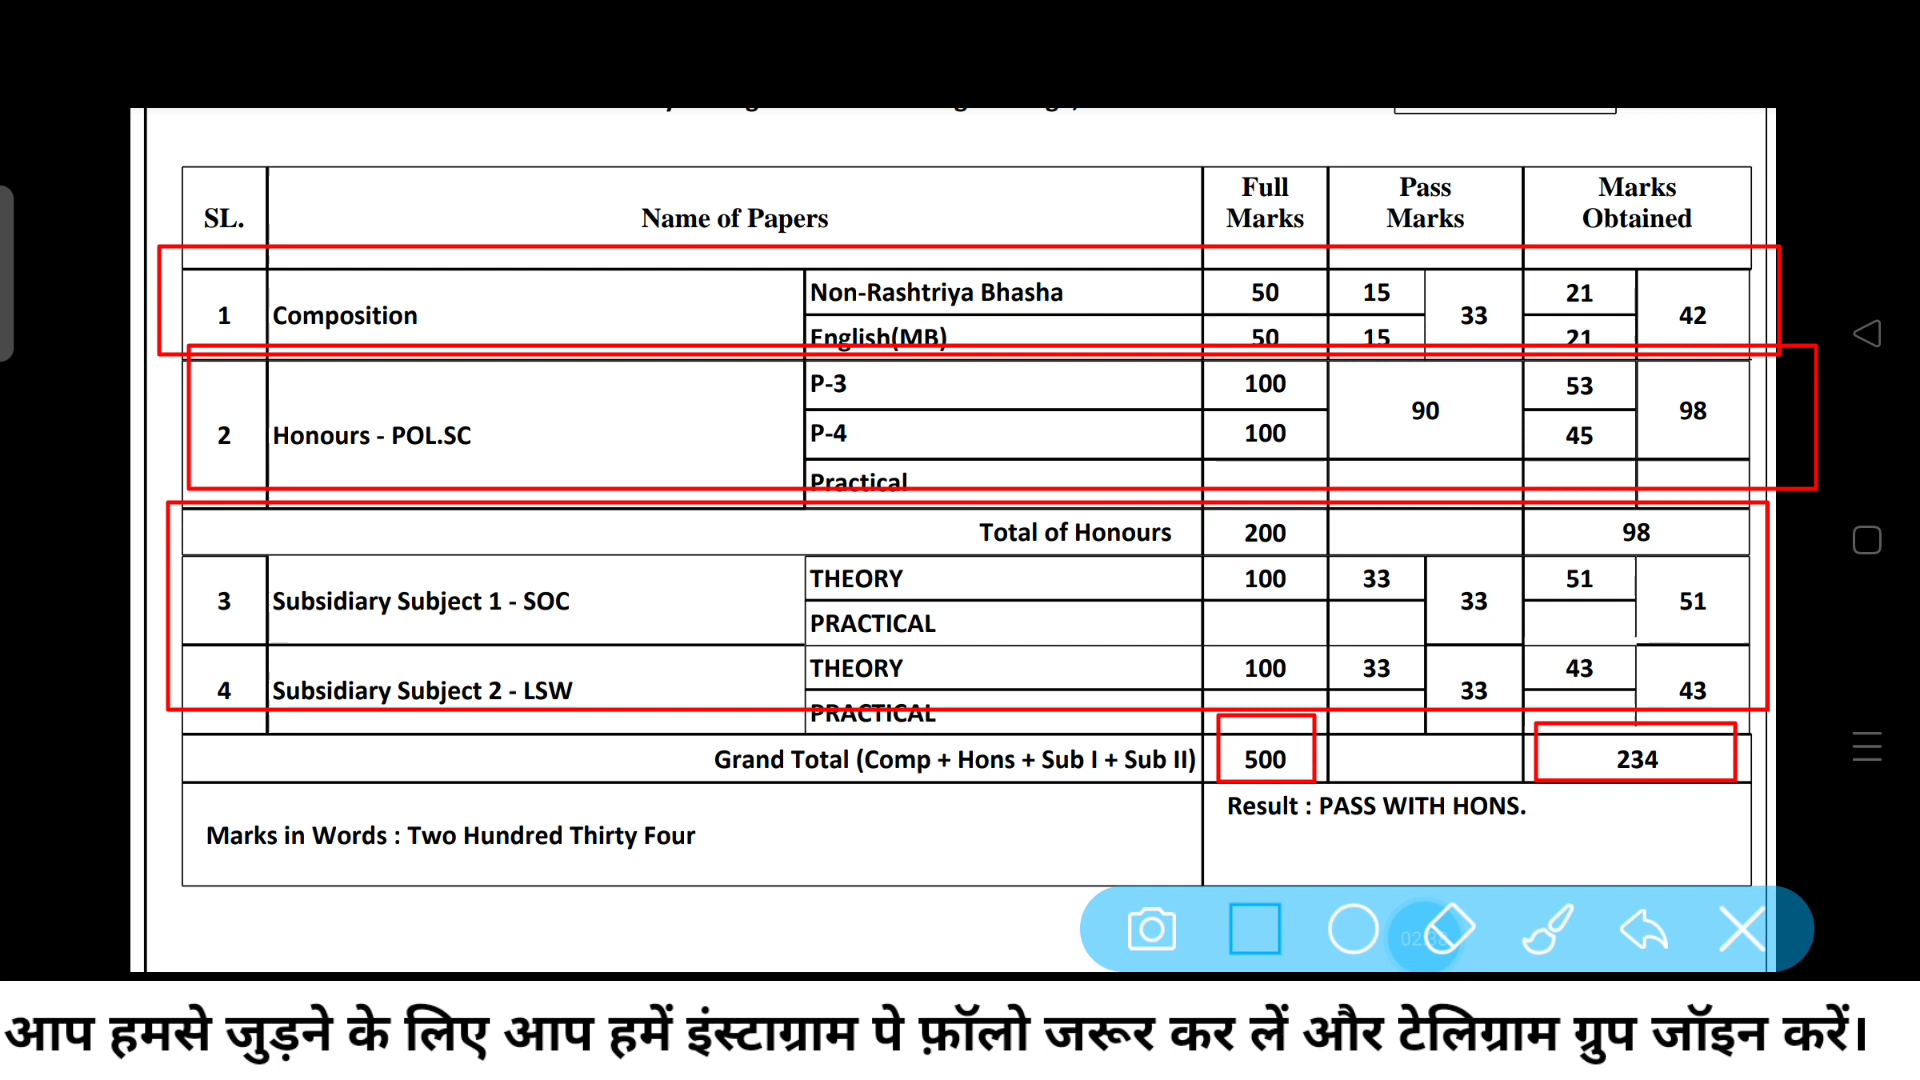 SL. Name of Papers Full Marks Pass Marks Marks Obtained
1 Composition Non-Rashtriya Bhasha 50 15 33 21 42
English(MB) 50 15 21
2 Honours - POL.SC P-3 100 90 53 98
P-4 100 45
Practical
Total of Honours 200 98
3 Subsidiary Subject 1 - SOC THEORY 100 33 33 51 51
PRACTICAL
4 Subsidiary Subject 2 - LSW THEORY 100 33 33 43 43
PRACTICAL
Grand Total (Comp + Hons + Sub I + Sub II) 500 234
Marks in Words : Two Hundred Thirty Four
Result : PASS WITH HONS.
आप हमसे जुड़ने के लिए आप हमें इंस्टाग्राम पे फ़ॉलो जरूर कर लें और टेलिग्राम ग्रुप जॉइन करें।